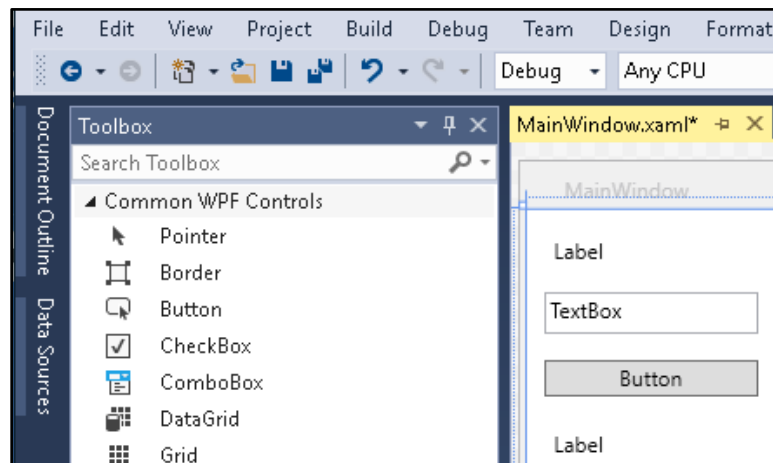 File Edit View Project Build Debug Team Design Format
Debug Any CPU
Document Outline
Data Sources
Toolbox
Search Toolbox
Common WPF Controls
Pointer
Border
Button
CheckBox
ComboBox
DataGrid
Grid
MainWindow.xaml*
MainWindow
Label
TextBox
Button
Label